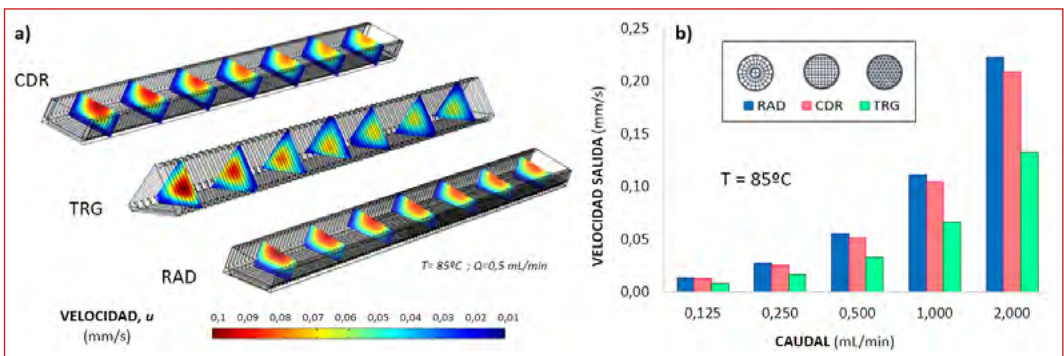 a)
CDR
TRG
RAD
T= 85ºC ; Q=0,5 mL/min
VELOCIDAD, u
(mm/s)
0,1 0,09 0,08 0,07 0,06 0,05 0,04 0,03 0,02 0,01
b)
VELOCIDAD SALIDA (mm/s)
0,25
0,20
0,15
0,10
0,05
0,00
RAD CDR TRG
T = 85ºC
0,125 0,250 0,500 1,000 2,000
CAUDAL (mL/min)